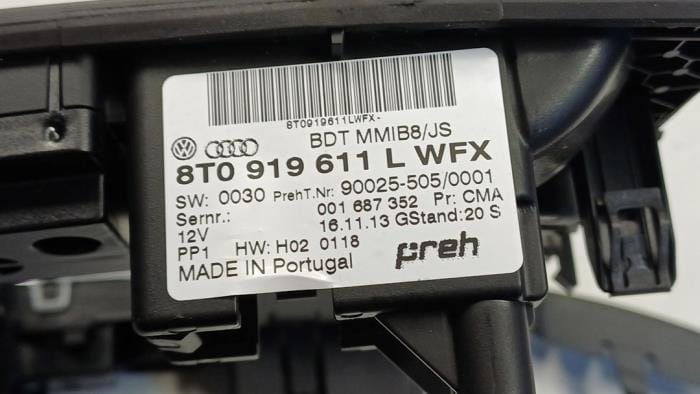 8T0919611LWFX-
BDT MMIB8/JS
8T0 919 611 L WFX
SW: 0030 PrehT.Nr: 90025-505/0001
Sernr.: 001 687 352 Pr: CMA
12V 16.11.13 GStand: 20 S
PP1 HW: H02 0118
MADE IN Portugal preh